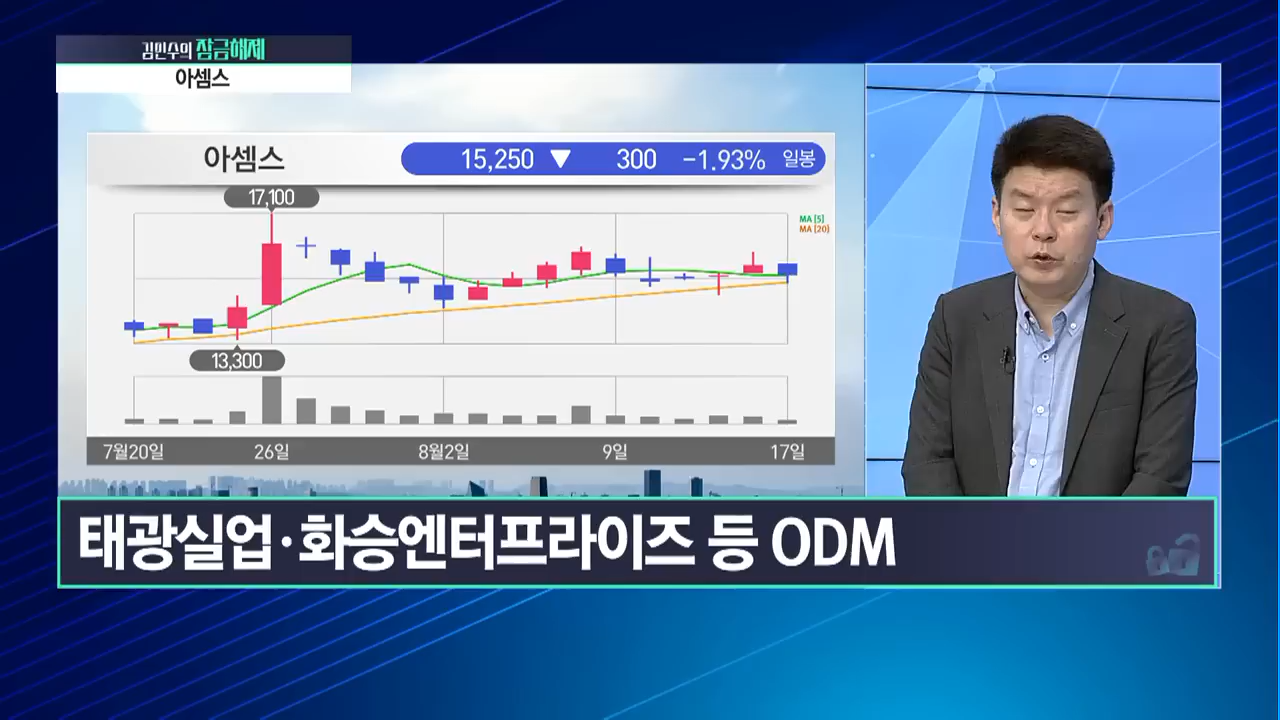 김민수의 잠금해제
아셈스
아셈스
15,250 ▼ 300 -1.93% 일봉
17,100
MA [5]
MA [20]
13,300
7월20일 26일 8월2일 9일 17일
태광실업·화승엔터프라이즈 등 ODM